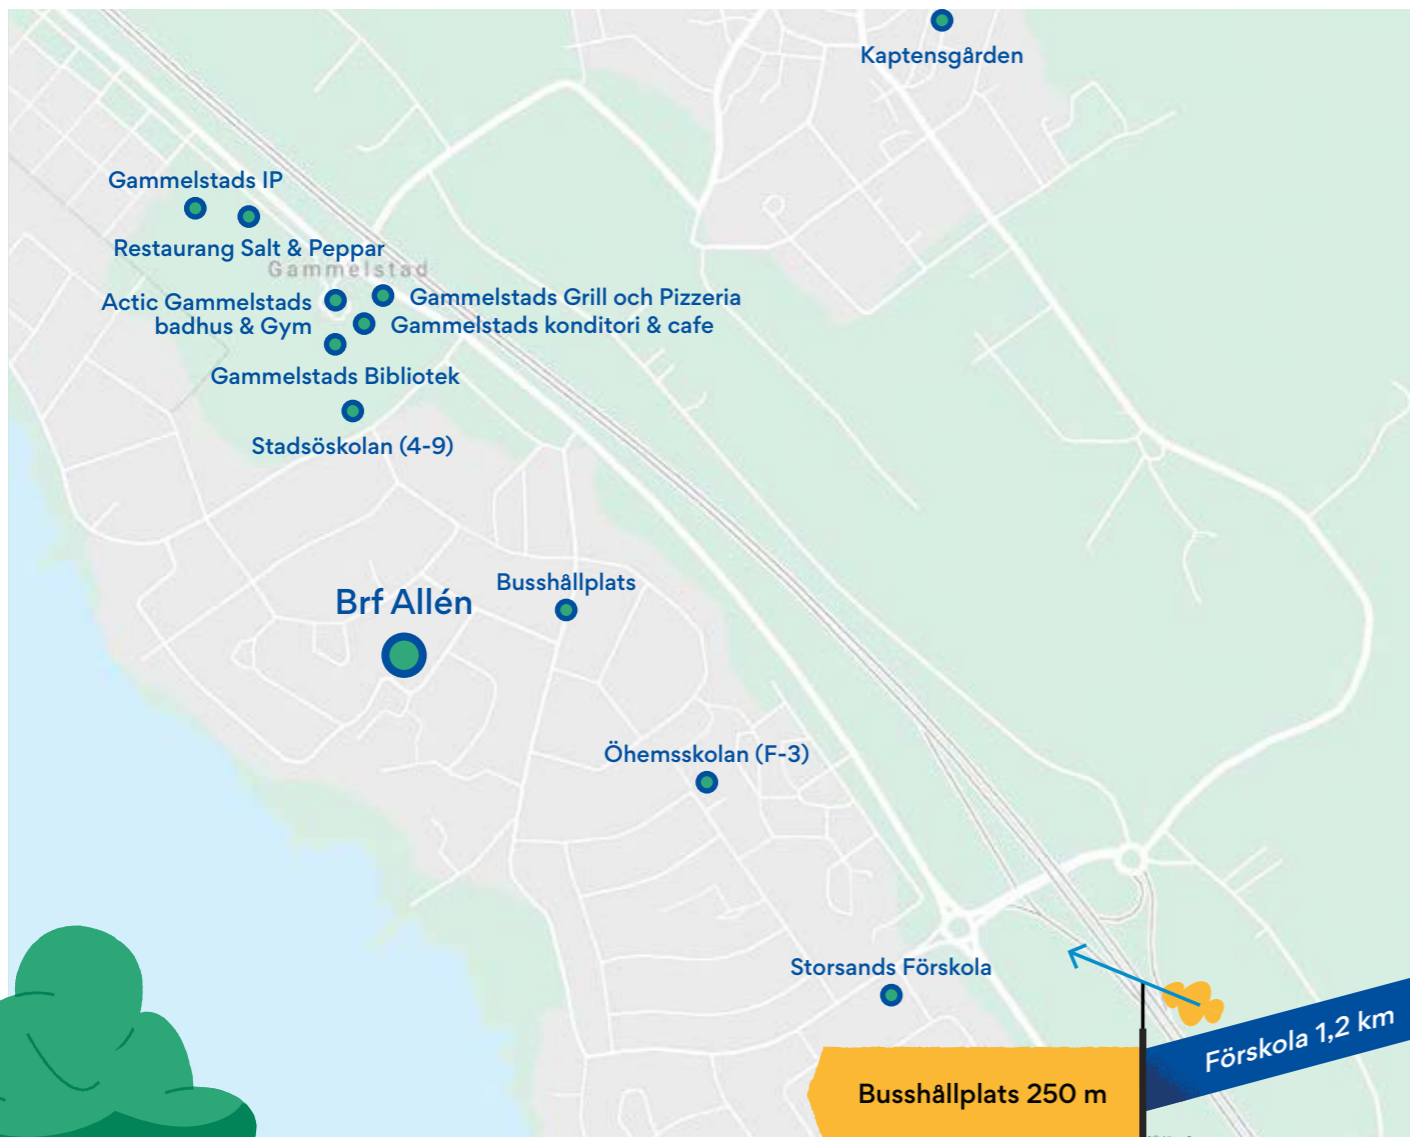 Kaptensgården
Gammelstads IP
Restaurang Salt & Peppar
Gammelstad
Actic Gammelstads
badhus & Gym
Gammelstads Grill och Pizzeria
Gammelstads konditori & cafe
Gammelstads Bibliotek
Stadsöskolan (4-9)
Busshållplats
Brf Allén
Öhemsskolan (F-3)
Storsands Förskola
Förskola 1,2 km
Busshållplats 250 m